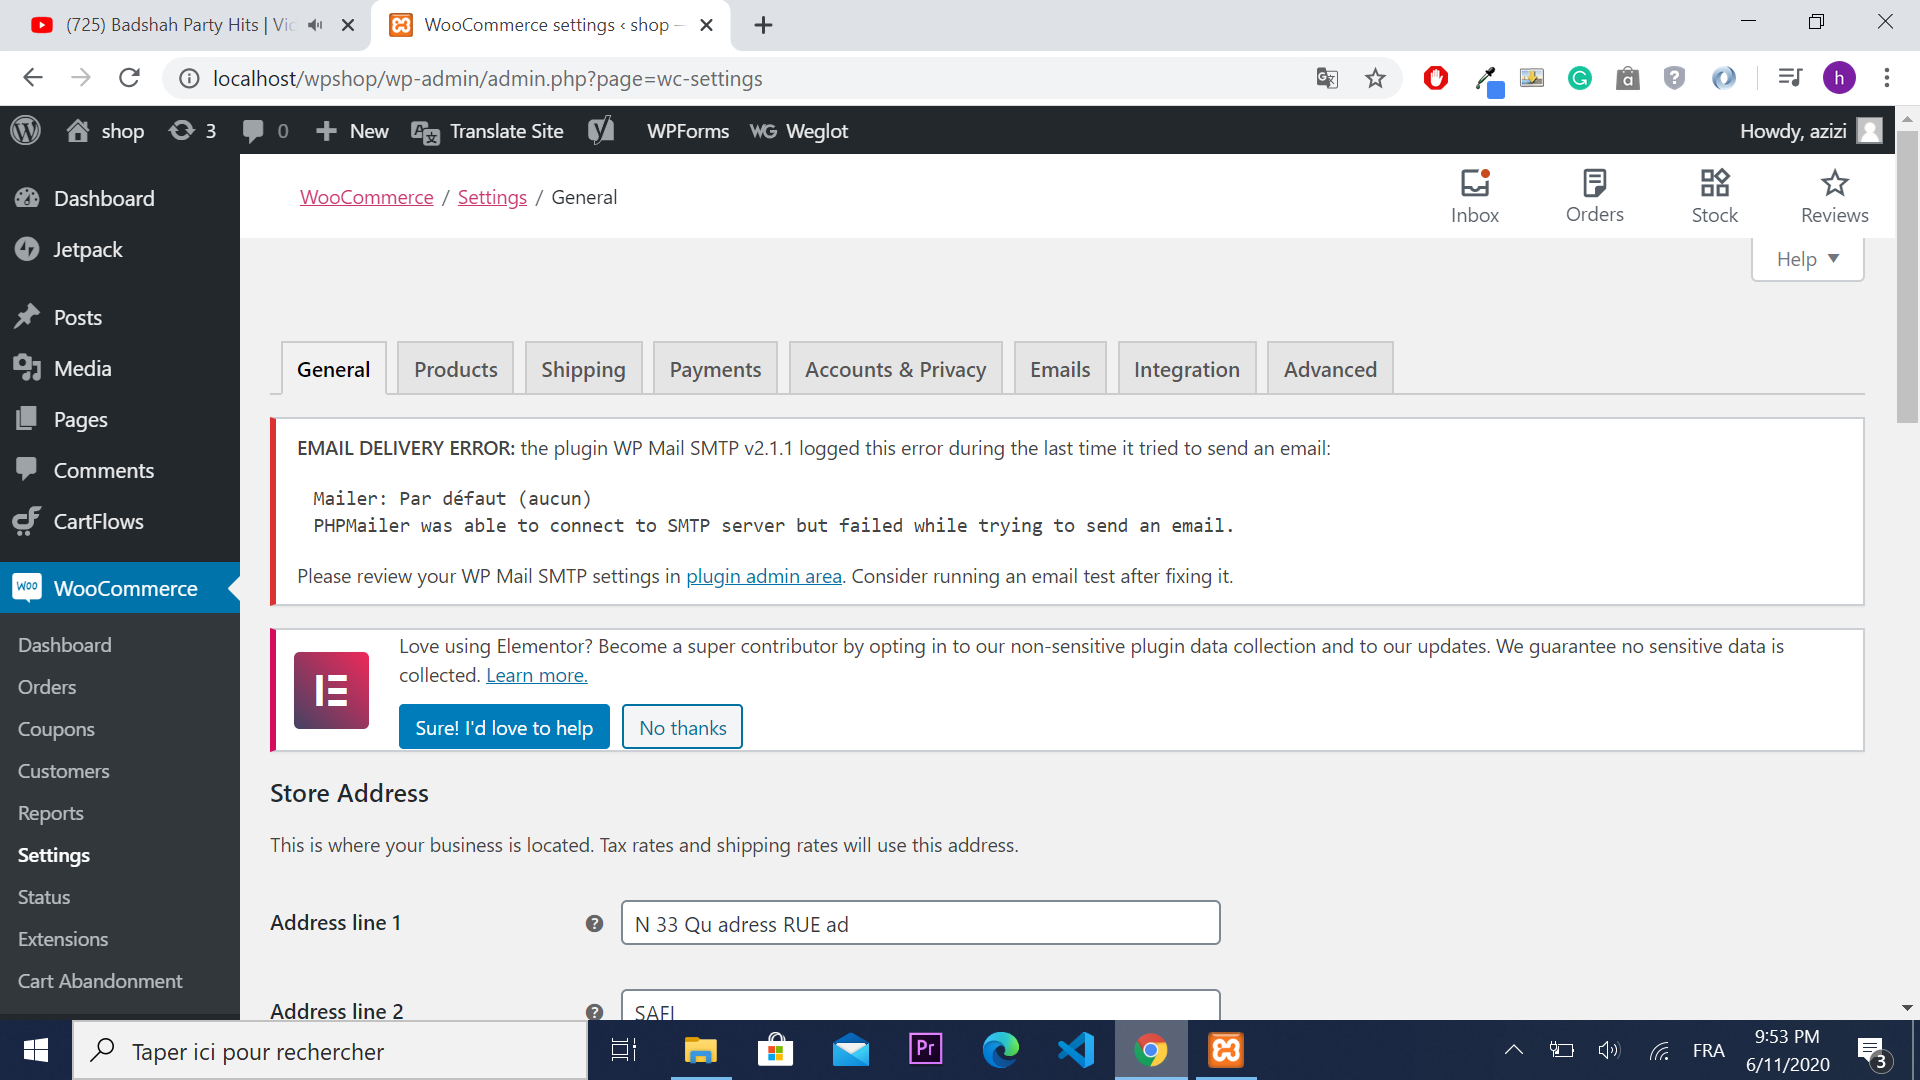 (725) Badshah Party Hits | Vid
WooCommerce settings ‹ shop —
localhost/wpshop/wp-admin/admin.php?page=wc-settings
h
shop
3
0
New
Translate Site
WPForms
Weglot
Howdy, azizi
Dashboard
Jetpack
Posts
Media
Pages
Comments
CartFlows
WooCommerce
Dashboard
Orders
Coupons
Customers
Reports
Settings
Status
Extensions
Cart Abandonment
WooCommerce / Settings / General
Inbox
Orders
Stock
Reviews
Help
General
Products
Shipping
Payments
Accounts & Privacy
Emails
Integration
Advanced
EMAIL DELIVERY ERROR: the plugin WP Mail SMTP v2.1.1 logged this error during the last time it tried to send an email:
Mailer: Par défaut (aucun)
PHPMailer was able to connect to SMTP server but failed while trying to send an email.
Please review your WP Mail SMTP settings in plugin admin area. Consider running an email test after fixing it.
Love using Elementor? Become a super contributor by opting in to our non-sensitive plugin data collection and to our updates. We guarantee no sensitive data is
collected. Learn more.
Sure! I'd love to help
No thanks
Store Address
This is where your business is located. Tax rates and shipping rates will use this address.
Address line 1
N 33 Qu adress RUE ad
Address line 2
SAFI
Taper ici pour rechercher
Pr
FRA
9:53 PM
6/11/2020
3